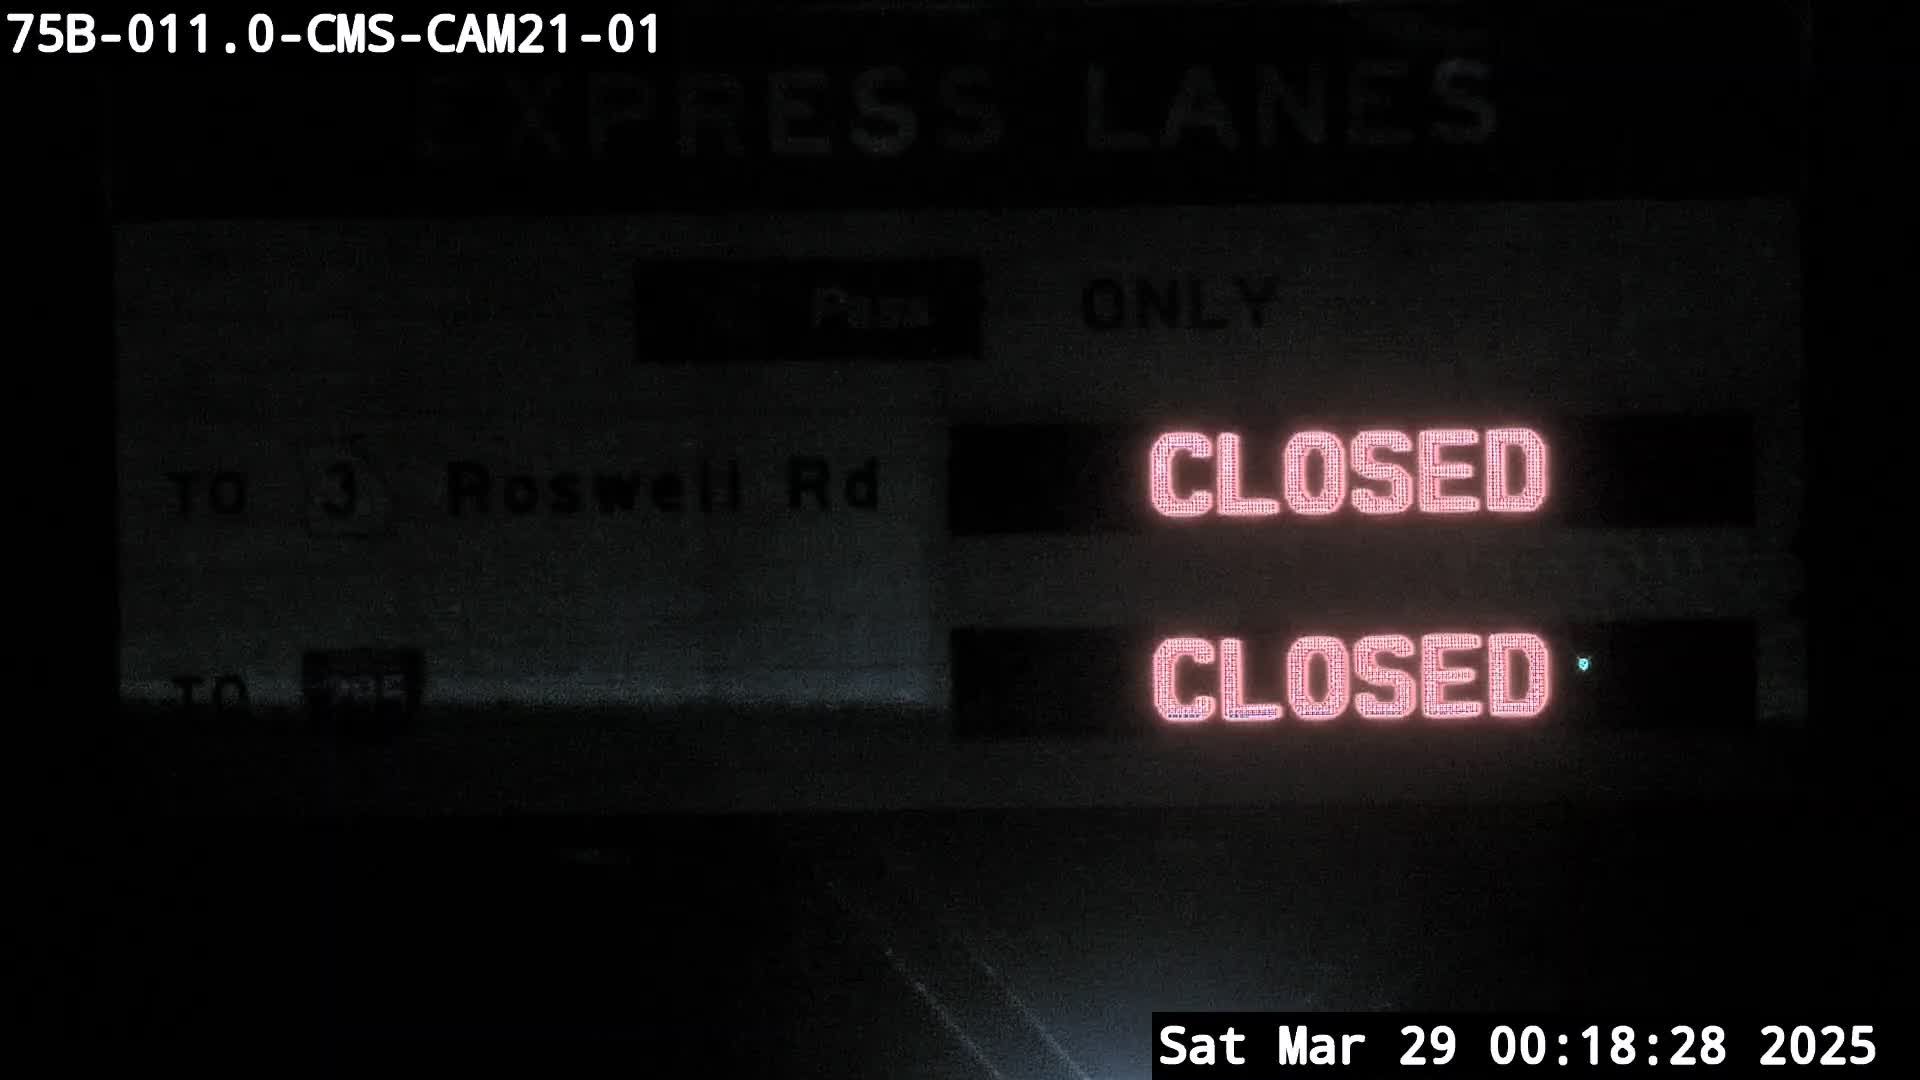 75B-011.0-CMS-CAM21-01
EXPRESS LANES
Pass ONLY
TO 3 Roswell Rd CLOSED
TO CLOSED
Sat Mar 29 00:18:28 2025